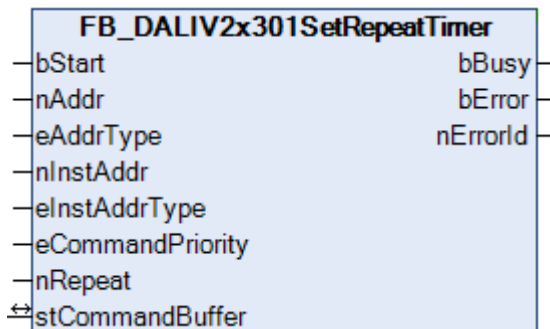 FB_DALIV2x301SetRepeatTimer
bStart bBusy
nAddr bError
eAddrType nErrorId
nInstAddr
eInstAddrType
eCommandPriority
nRepeat
stCommandBuffer